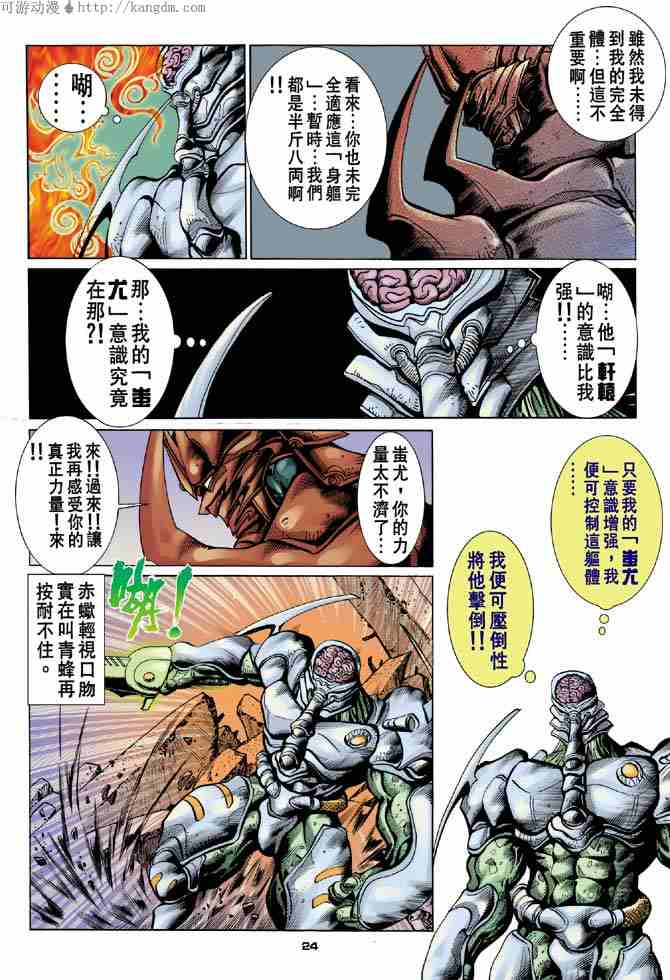 可游动漫 http://kangdm.com/
雖然我未得
到我的完全
體…但這不
重要啊……
看來…你也未完
全適應這「身軀
」…暫時…我們
都是半斤八両啊
!!
啹…
……
啹…他「軒轅
」的意識比我
强!!……
那…我的「蚩
尤」意識究竟
在那?!
只要我的「蚩尤
」意識增强，我
便可控制這軀體
……
我便可壓倒性
將他擊倒!!
蚩尤，你的力
量太不濟了…
來!!過來!!讓
我再感受你的
真正力量！來
!!
赤蠍輕視口脗
實在叫青蜂再
按耐不住。
24